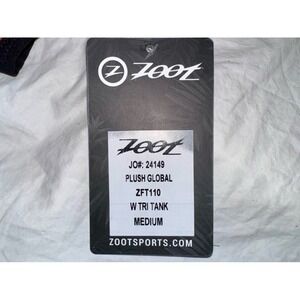 ZOOT
ZOOT
JO#: 24149
PLUSH GLOBAL
ZFT110
W TRI TANK
MEDIUM
ZOOTSPORTS.COM